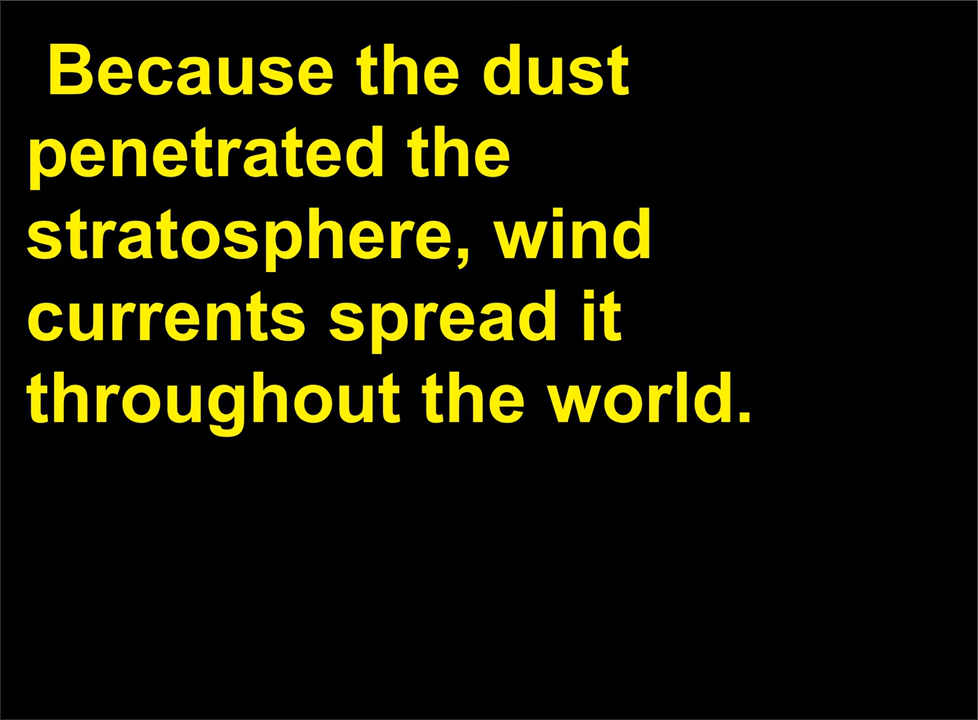 Because the dust
penetrated the
stratosphere, wind
currents spread it
throughout the world.